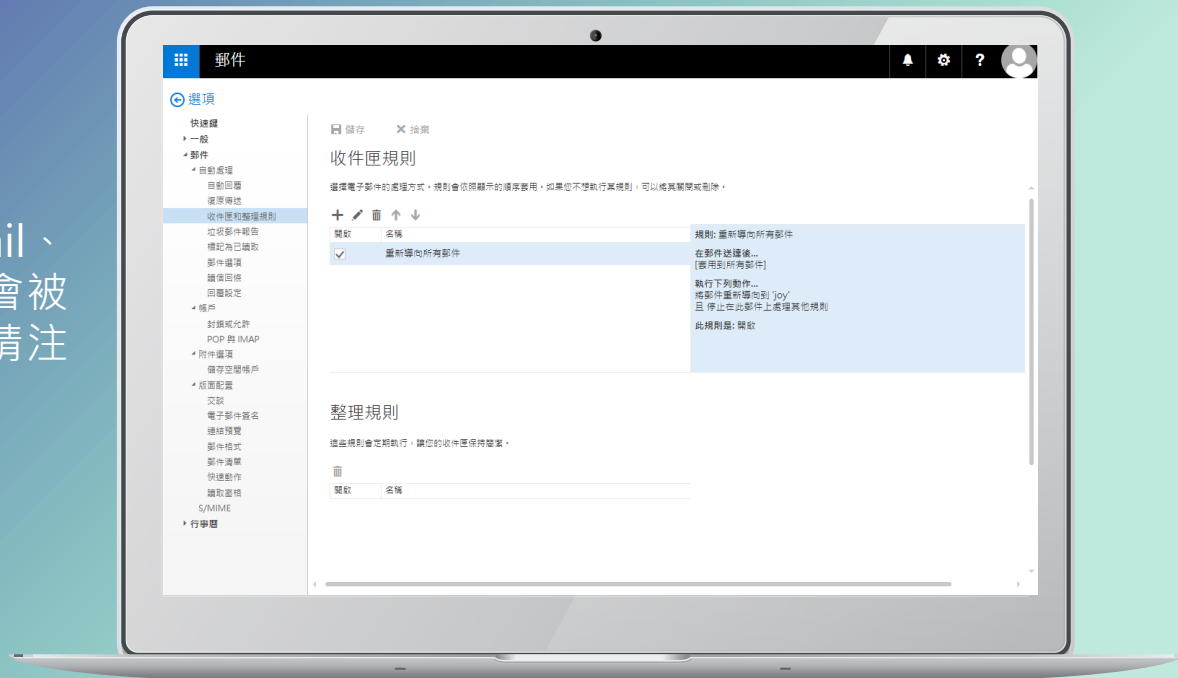 il、
會被
請注
郵件
?
選項
快速鍵
一般
郵件
自動處理
自動回覆
復原傳送
收件匣和整理規則
垃圾郵件報告
標記為已讀取
郵件選項
讀信回條
回覆設定
帳戶
封鎖或允許
POP 與 IMAP
附件選項
儲存空間帳戶
版面配置
交談
電子郵件簽名
連結預覽
郵件格式
郵件清單
快速動作
讀取窗格
S/MIME
行事曆
儲存 捨棄
收件匣規則
選擇電子郵件的處理方式。規則會依照顯示的順序套用。如果您不想執行某規則，可以將其關閉或刪除。
開啟 名稱
重新導向所有郵件
規則: 重新導向所有郵件
在郵件送達後...
[套用到所有郵件]
執行下列動作...
將郵件重新導向到 'joy'
且 停止在此郵件上處理其他規則
此規則是: 開啟
整理規則
這些規則會定期執行，讓您的收件匣保持簡潔。
開啟 名稱